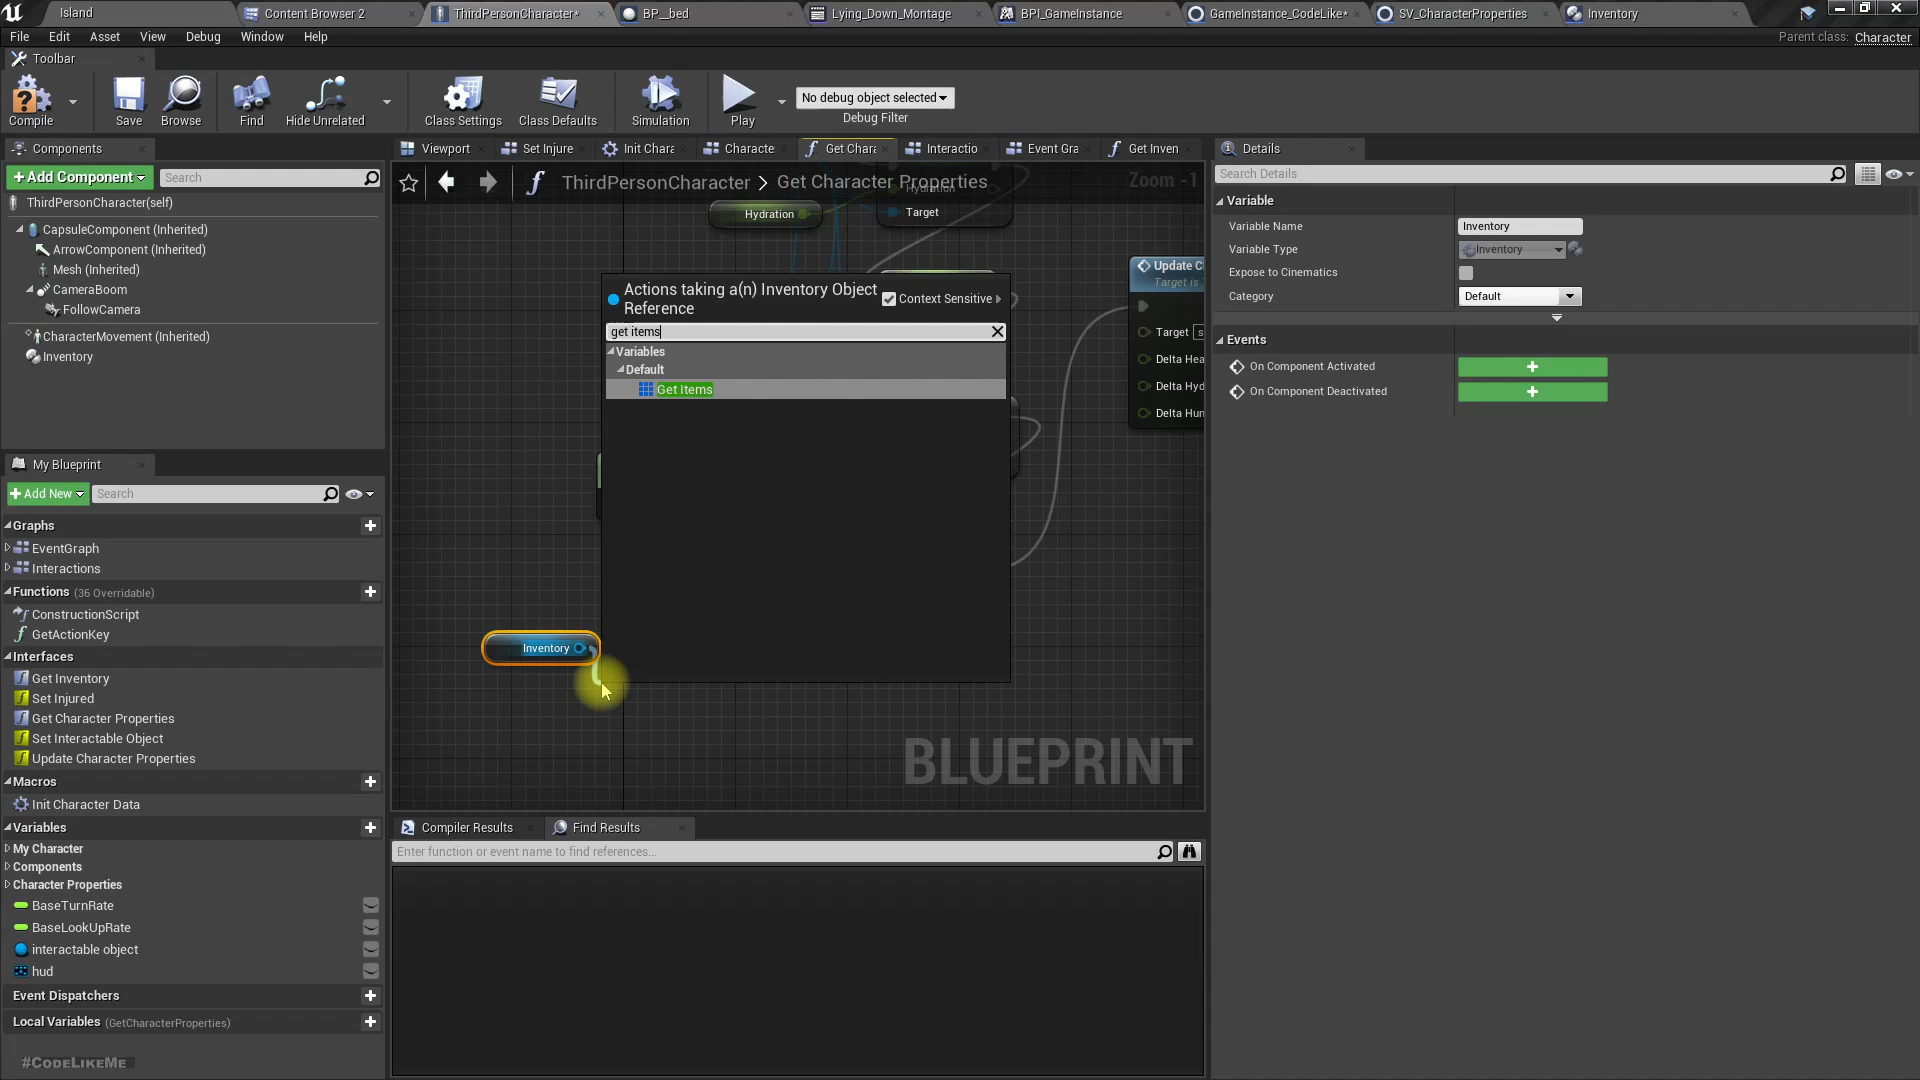 Island
Content Browser 2
ThirdPersonCharacter*
BP__bed
Lying_Down_Montage
BPI_GameInstance
GameInstance_CodeLike*
SV_CharacterProperties
Inventory
File Edit Asset View Window Debug Help
Parent class: Character
Toolbar
Compile
Save
Browse
Find
Hide Unrelated
Class Settings
Class Defaults
Simulation
Play
No debug object selected
Debug Filter
Components
+Add Component
Search
ThirdPersonCharacter(self)
CapsuleComponent (Inherited)
ArrowComponent (Inherited)
Mesh (Inherited)
CameraBoom
FollowCamera
CharacterMovement (Inherited)
Inventory
My Blueprint
+Add New
Search
Graphs
EventGraph
Interactions
Functions (36 Overridable)
ConstructionScript
GetActionKey
Interfaces
Get Inventory
Set Injured
Get Character Properties
Set Interactable Object
Update Character Properties
Macros
Init Character Data
Variables
My Character
Components
Character Properties
BaseTurnRate
BaseLookUpRate
interactable object
hud
Event Dispatchers
Local Variables (GetCharacterProperties)
#CodeLikeMe
Viewport
Set Injure
Init Chara
Characte
Get Chara
Interactio
Event Gra
Get Inven
ThirdPersonCharacter > Get Character Properties
Zoom -1
Hydration
Hydration
Target
Update C
Target is
Target s
Delta Hea
Delta Hyd
Delta Hun
Actions taking a(n) Inventory Object Reference
Context Sensitive
get items
Variables
Default
Get Items
Inventory
BLUEPRINT
Compiler Results
Find Results
Enter function or event name to find references...
Details
Search Details
Variable
Variable Name
Inventory
Variable Type
Inventory
Expose to Cinematics
Category
Default
Events
On Component Activated
On Component Deactivated